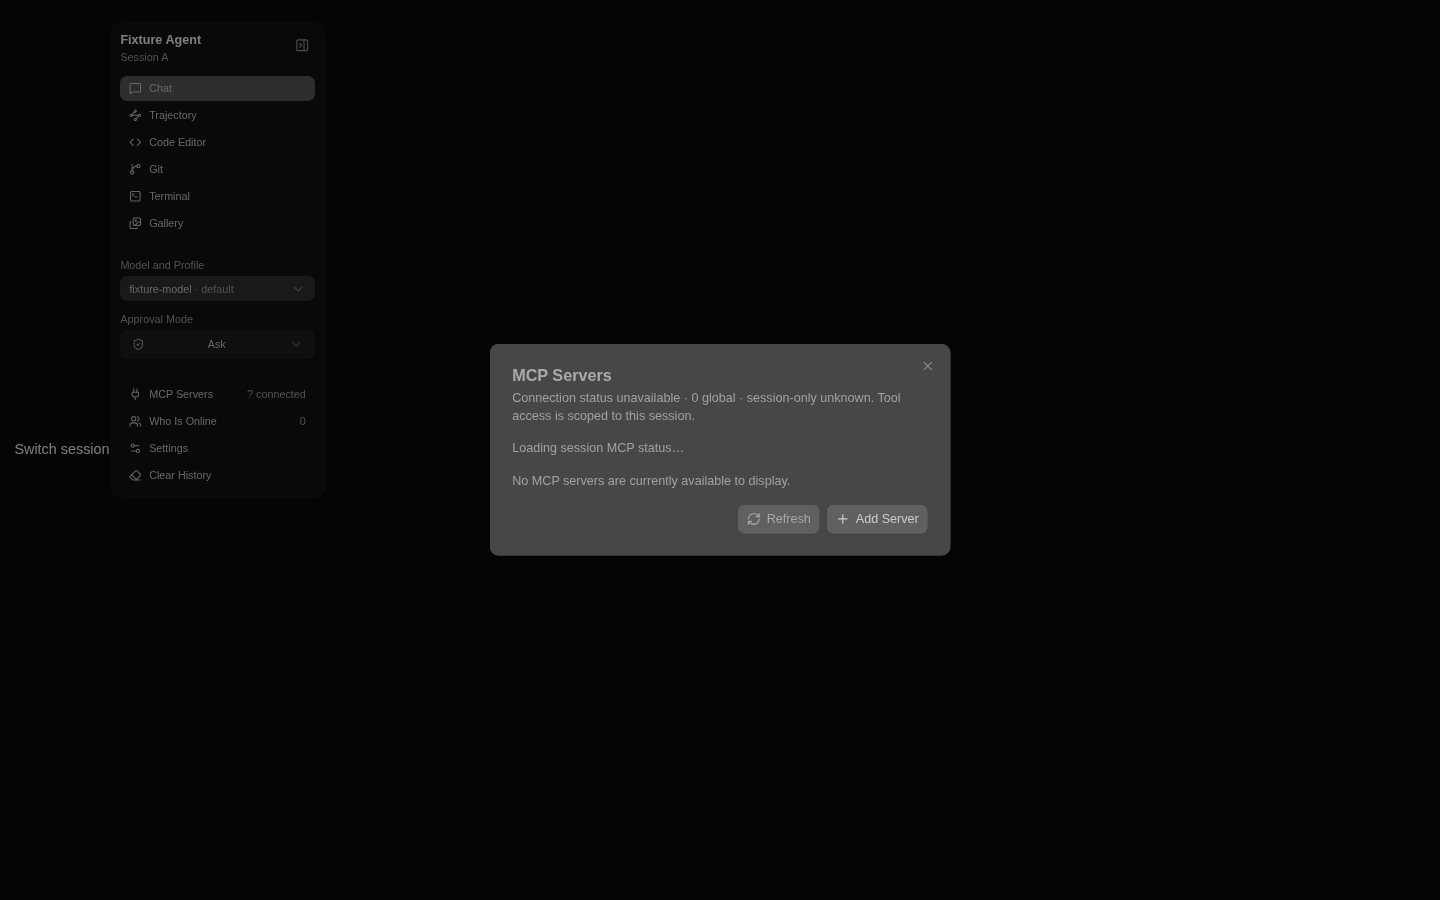 Fixture Agent
Session A
Chat
Trajectory
Code Editor
Git
Terminal
Gallery
Model and Profile
fixture-model · default
Approval Mode
Ask
MCP Servers ? connected
Who Is Online 0
Settings
Clear History
Switch session
MCP Servers
Connection status unavailable · 0 global · session-only unknown. Tool
access is scoped to this session.
Loading session MCP status…
No MCP servers are currently available to display.
Refresh
Add Server